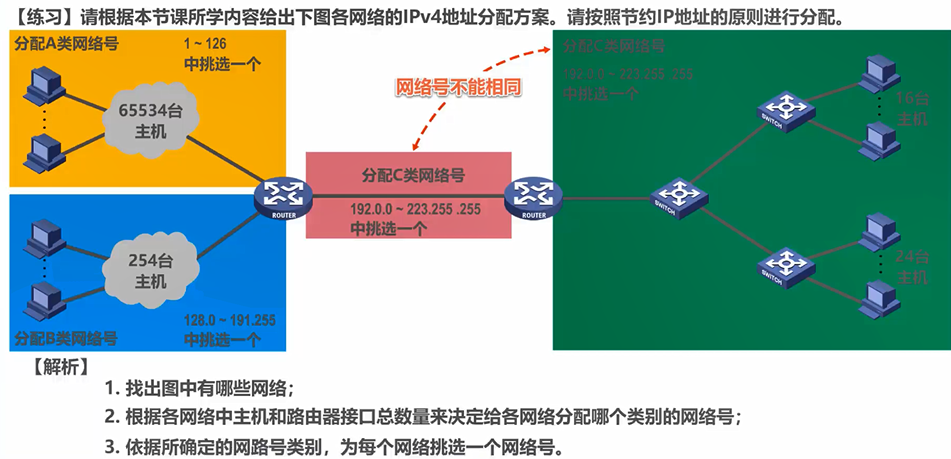 【练习】请根据本节课所学内容给出下图各网络的IPv4地址分配方案。请按照节约IP地址的原则进行分配。
分配A类网络号
1 ~ 126
中挑选一个
65534台
主机
网络号不能相同
分配C类网络号
192.0.0 ~ 223.255 .255
中挑选一个
16台
主机
SWITCH
分配C类网络号
192.0.0 ~ 223.255 .255
中挑选一个
ROUTER
ROUTER
SWITCH
254台
主机
分配B类网络号
128.0 ~ 191.255
中挑选一个
SWITCH
24台
主机
【解析】
1. 找出图中有哪些网络；
2. 根据各网络中主机和路由器接口总数量来决定给各网络分配哪个类别的网络号；
3. 依据所确定的网路号类别，为每个网络挑选一个网络号。